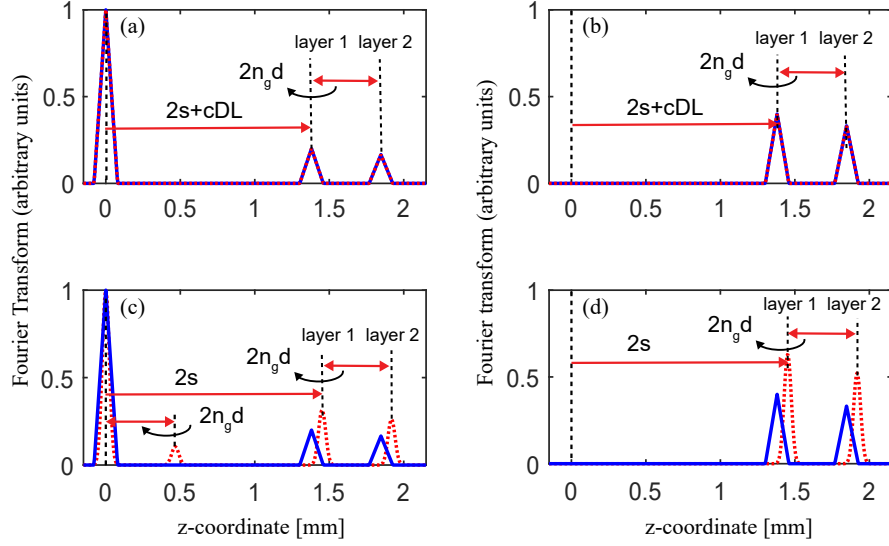 Fourier Transform (arbitrary units)
(a)
layer 1 layer 2
2n_gd
2s+cDL
1
0.5
0
0 0.5 1 1.5 2
Fourier transform (arbitrary units)
(b)
layer 1 layer 2
2n_gd
2s+cDL
1
0.5
0
0 0.5 1 1.5 2
(c)
layer 1 layer 2
2n_gd
2s
2n_gd
1
0.5
0
0 0.5 1 1.5 2
z-coordinate [mm]
(d)
layer 1 layer 2
2n_gd
2s
1
0.5
0
0 0.5 1 1.5 2
z-coordinate [mm]